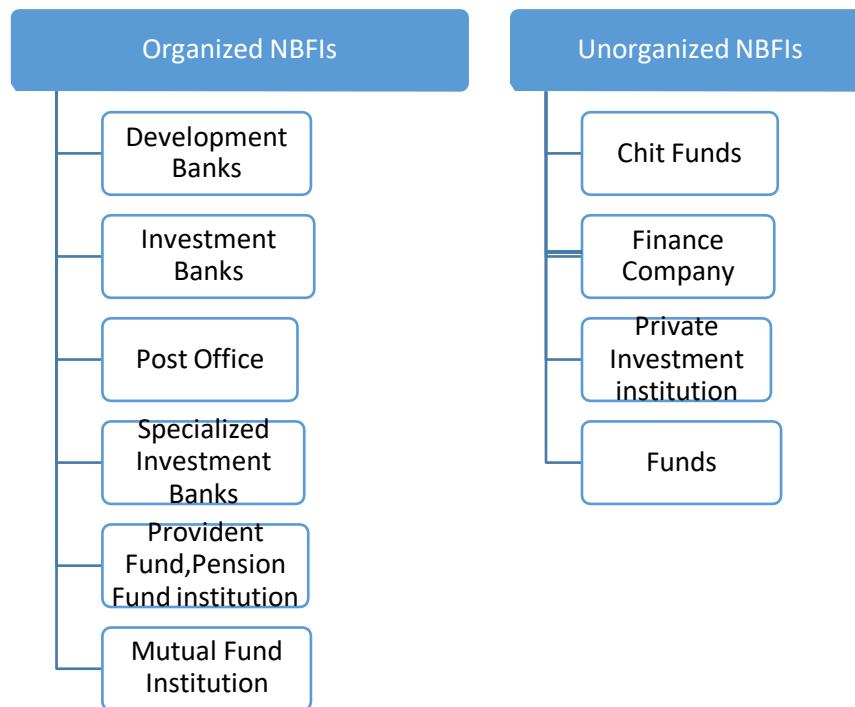 Organized NBFIs
Development
Banks
Investment
Banks
Post Office
Specialized
Investment
Banks
Provident
Fund,Pension
Fund institution
Mutual Fund
Institution
Unorganized NBFIs
Chit Funds
Finance
Company
Private
Investment
institution
Funds